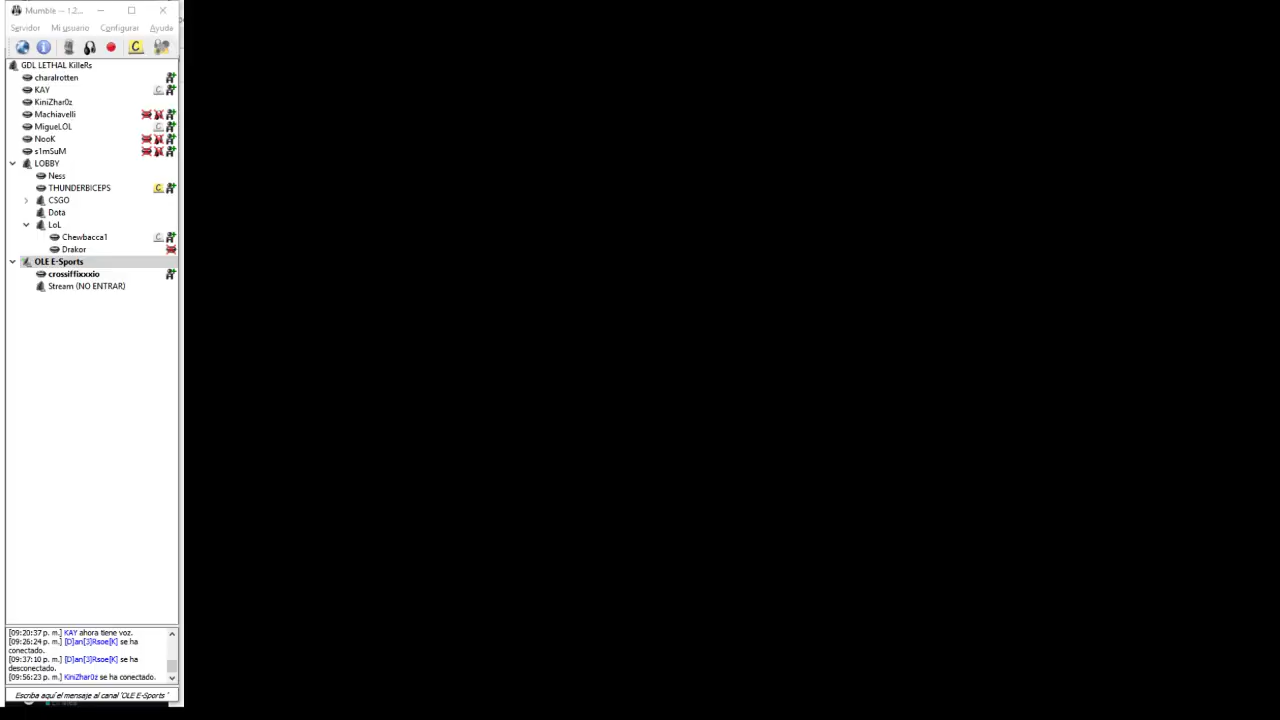 Mumble -- 1.2...
Servidor Mi usuario Configurar Ayuda
GDL LETHAL KilleRs
charalrotten
KAY
KiniZhar0z
Machiavelli
MigueLOL
NooK
s1mSuM
LOBBY
Ness
THUNDERBICEPS
CSGO
Dota
LoL
Chewbacca1
Drakor
OLE E-Sports
crossiffixxxio
Stream (NO ENTRAR)
[09:20:37 p. m.] KAY ahora tiene voz.
[09:26:24 p. m.] [D]an[3]Rsoe[K] se ha
conectado.
[09:37:10 p. m.] [D]an[3]Rsoe[K] se ha
desconectado.
[09:56:23 p. m.] KiniZhar0z se ha conectado.
Escriba aquí el mensaje al canal 'OLE E-Sports '